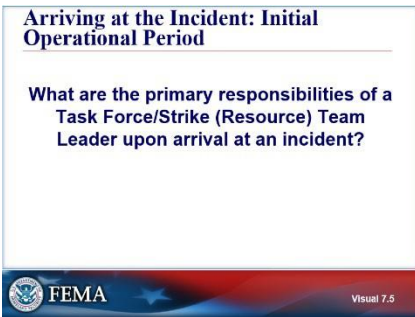 Arriving at the Incident: Initial
Operational Period
What are the primary responsibilities of a
Task Force/Strike (Resource) Team
Leader upon arrival at an incident?
FEMA
Visual 7.5